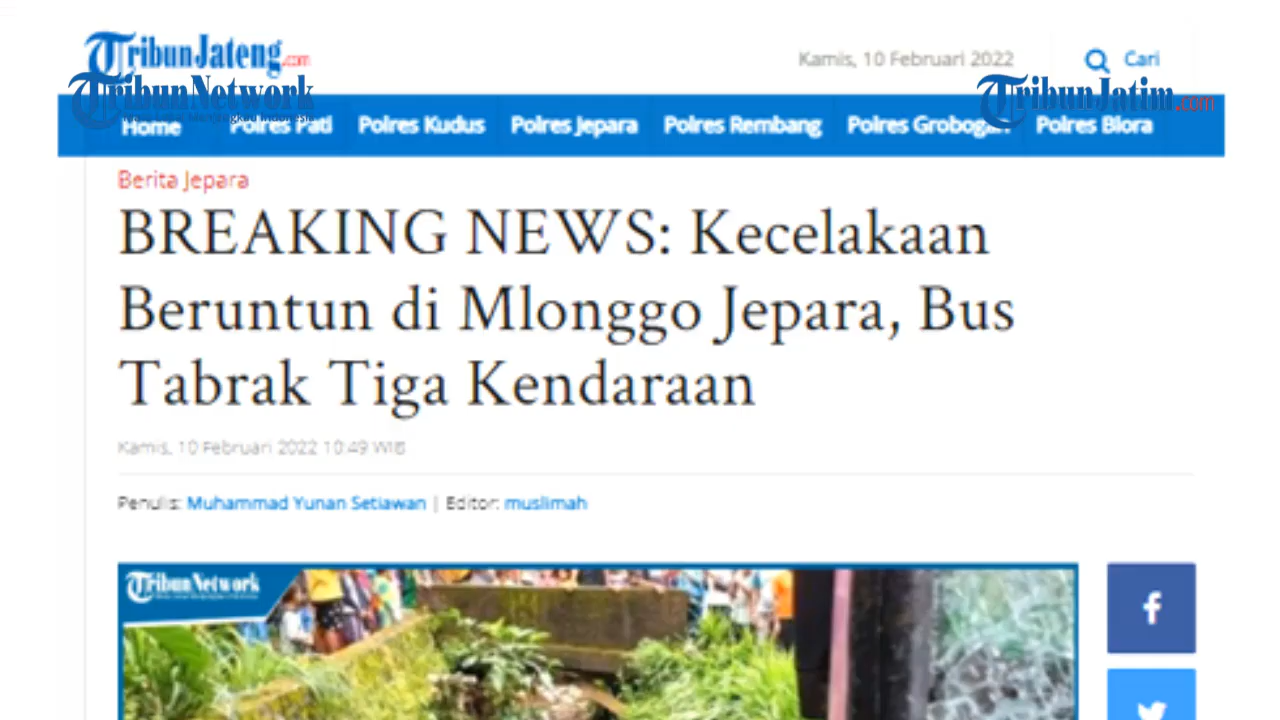 TribunJateng.com
Kamis, 10 Februari 2022
Cari
TribunNetwork
TribunJatim.com
Home Polres Pati Polres Kudus Polres Jepara Polres Rembang Polres Grobogan Polres Blora
Berita Jepara
BREAKING NEWS: Kecelakaan
Beruntun di Mlonggo Jepara, Bus
Tabrak Tiga Kendaraan
Kamis, 10 Februari 2022 10:49 WIB
Penulis: Muhammad Yunan Setiawan | Editor: muslimah
TribunNetwork